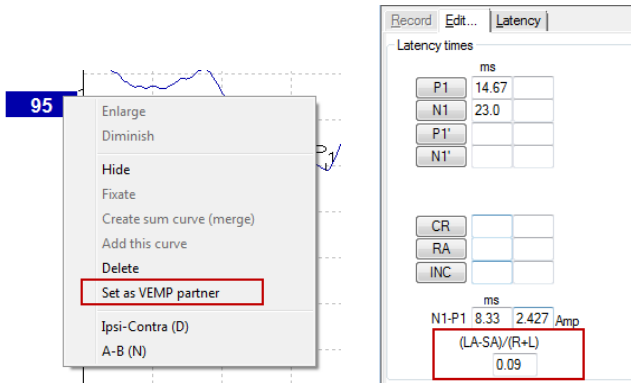 95
P1
Enlarge
Diminish
Hide
Fixate
Create sum curve (merge)
Add this curve
Delete
Set as VEMP partner
Ipsi-Contra (D)
A-B (N)
Record Edit... Latency
Latency times
ms
P1 14.67
N1 23.0
P1'
N1'
CR
RA
INC
ms
N1-P1 8.33 2.427 Amp
(LA-SA)/(R+L)
0.09